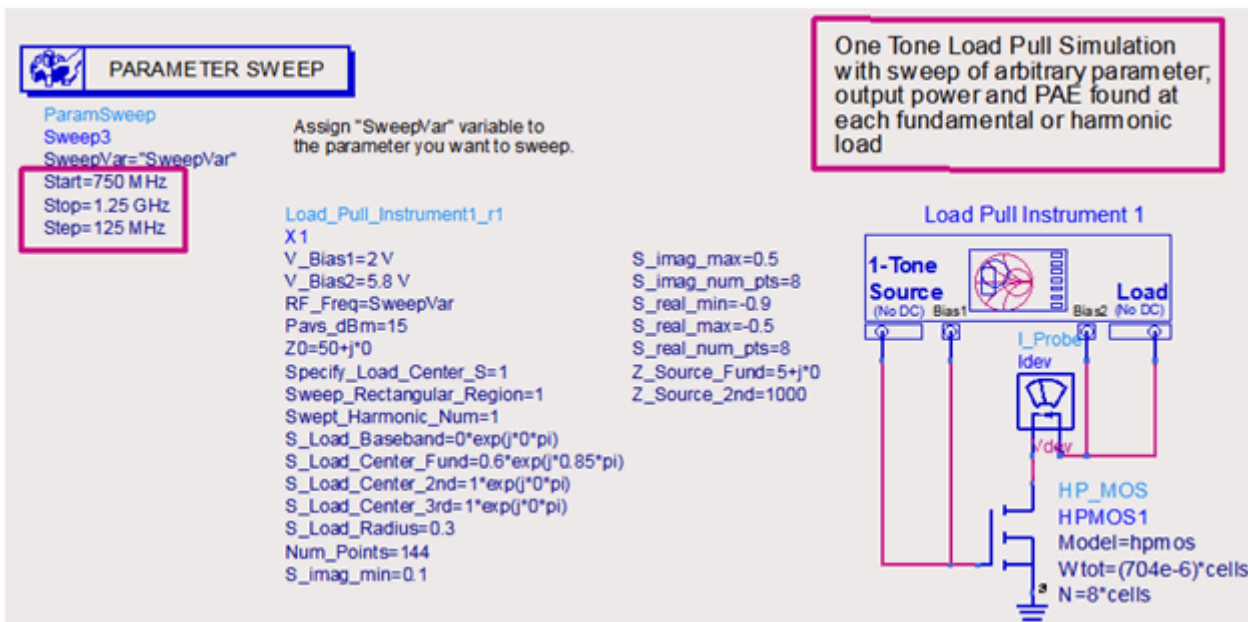 PARAMETER SWEEP
ParamSweep
Sweep3
SweepVar="SweepVar"
Start=750 MHz
Stop=1.25 GHz
Step=125 MHz
Assign "SweepVar" variable to
the parameter you want to sweep.
One Tone Load Pull Simulation
with sweep of arbitrary parameter;
output power and PAE found at
each fundamental or harmonic
load
Load_Pull_Instrument1_r1
X1
V_Bias1=2 V
V_Bias2=5.8 V
RF_Freq=SweepVar
Pavs_dBm=15
Z0=50+j*0
Specify_Load_Center_S=1
Sweep_Rectangular_Region=1
Swept_Harmonic_Num=1
S_Load_Baseband=0*exp(j*0*pi)
S_Load_Center_Fund=0.6*exp(j*0.85*pi)
S_Load_Center_2nd=1*exp(j*0*pi)
S_Load_Center_3rd=1*exp(j*0*pi)
S_Load_Radius=0.3
Num_Points=144
S_imag_min=0.1
S_imag_max=0.5
S_imag_num_pts=8
S_real_min=-0.9
S_real_max=-0.5
S_real_num_pts=8
Z_Source_Fund=5+j*0
Z_Source_2nd=1000
Load Pull Instrument 1
1-Tone
Source
(No DC)
Bias1
Bias2
Load
(No DC)
I_Probe
Idev
Vdev
HP_MOS
HPMOS1
Model=hpmos
Wtot=(704e-6)*cells
N=8*cells